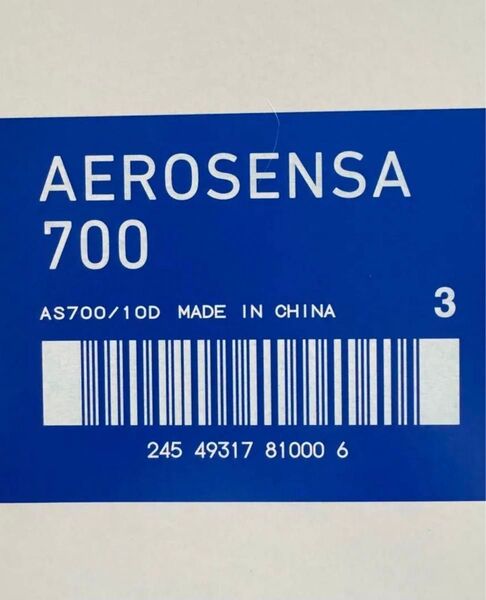 AEROSENSA
700
AS700/10D MADE IN CHINA 3
245 49317 81000 6